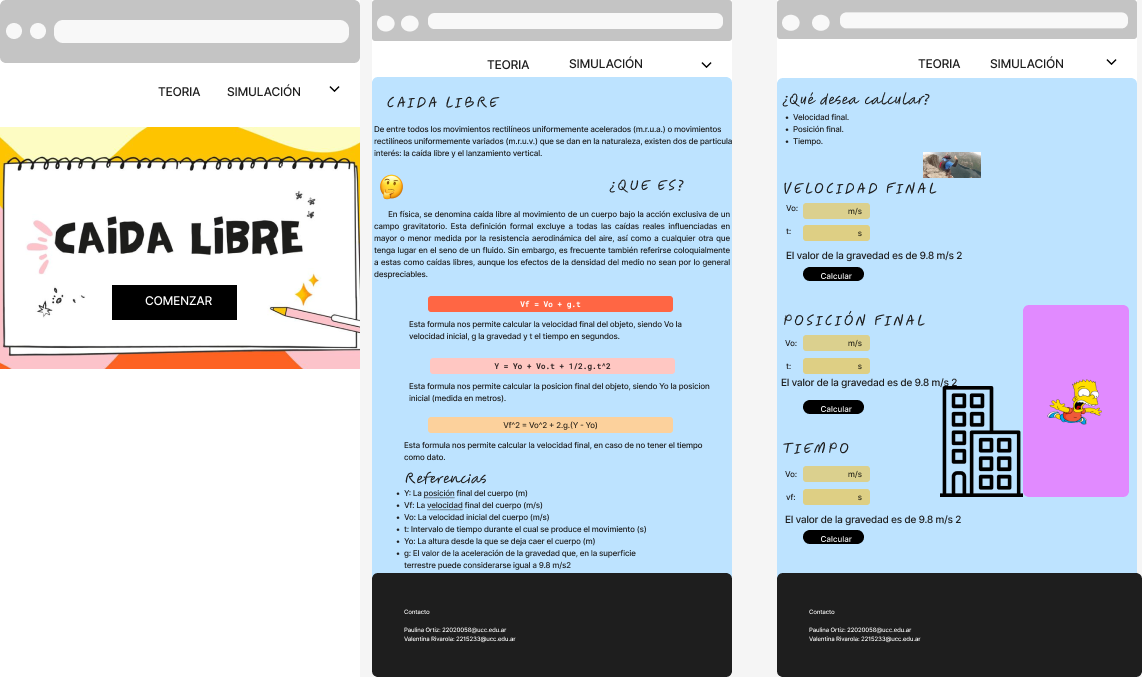 TEORIA SIMULACIÓN
CAiDA LiBRE
COMENZAR
TEORIA SIMULACIÓN
CAIDA LIBRE
De entre todos los movimientos rectilíneos uniformemente acelerados (m.r.u.a.) o movimientos
rectilíneos uniformemente variados (m.r.u.v.) que se dan en la naturaleza, existen dos de particula
interés: la caída libre y el lanzamiento vertical.
¿QUE ES?
En física, se denomina caída libre al movimiento de un cuerpo bajo la acción exclusiva de un
campo gravitatorio. Esta definición formal excluye a todas las caídas reales influenciadas en
mayor o menor medida por la resistencia aerodinámica del aire, así como a cualquier otra que
tenga lugar en el seno de un fluido. Sin embargo, es frecuente también referirse coloquialmente
a estas como caídas libres, aunque los efectos de la densidad del medio no sean por lo general
despreciables.
Vf = Vo + g.t
Esta formula nos permite calcular la velocidad final del objeto, siendo Vo la
velocidad inicial, g la gravedad y t el tiempo en segundos.
Y = Yo + Vo.t + 1/2.g.t^2
Esta formula nos permite calcular la posicion final del objeto, siendo Yo la posicion
inicial (medida en metros).
Vf^2 = Vo^2 + 2.g.(Y - Yo)
Esta formula nos permite calcular la velocidad final, en caso de no tener el tiempo
como dato.
Referencias
• Y: La posición final del cuerpo (m)
• Vf: La velocidad final del cuerpo (m/s)
• Vo: La velocidad inicial del cuerpo (m/s)
• t: Intervalo de tiempo durante el cual se produce el movimiento (s)
• Yo: La altura desde la que se deja caer el cuerpo (m)
• g: El valor de la aceleración de la gravedad que, en la superficie
terrestre puede considerarse igual a 9.8 m/s2
Contacto
Paulina Ortiz: 22020058@ucc.edu.ar
Valentina Rivarola: 2215233@ucc.edu.ar
TEORIA SIMULACIÓN
¿Qué desea calcular?
• Velocidad final.
• Posición final.
• Tiempo.
VELOCIDAD FINAL
Vo: m/s
t: s
El valor de la gravedad es de 9.8 m/s 2
Calcular
POSICIÓN FINAL
Vo: m/s
t: s
El valor de la gravedad es de 9.8 m/s 2
Calcular
TIEMPO
Vo: m/s
vf: s
El valor de la gravedad es de 9.8 m/s 2
Calcular
Contacto
Paulina Ortiz: 22020058@ucc.edu.ar
Valentina Rivarola: 2215233@ucc.edu.ar